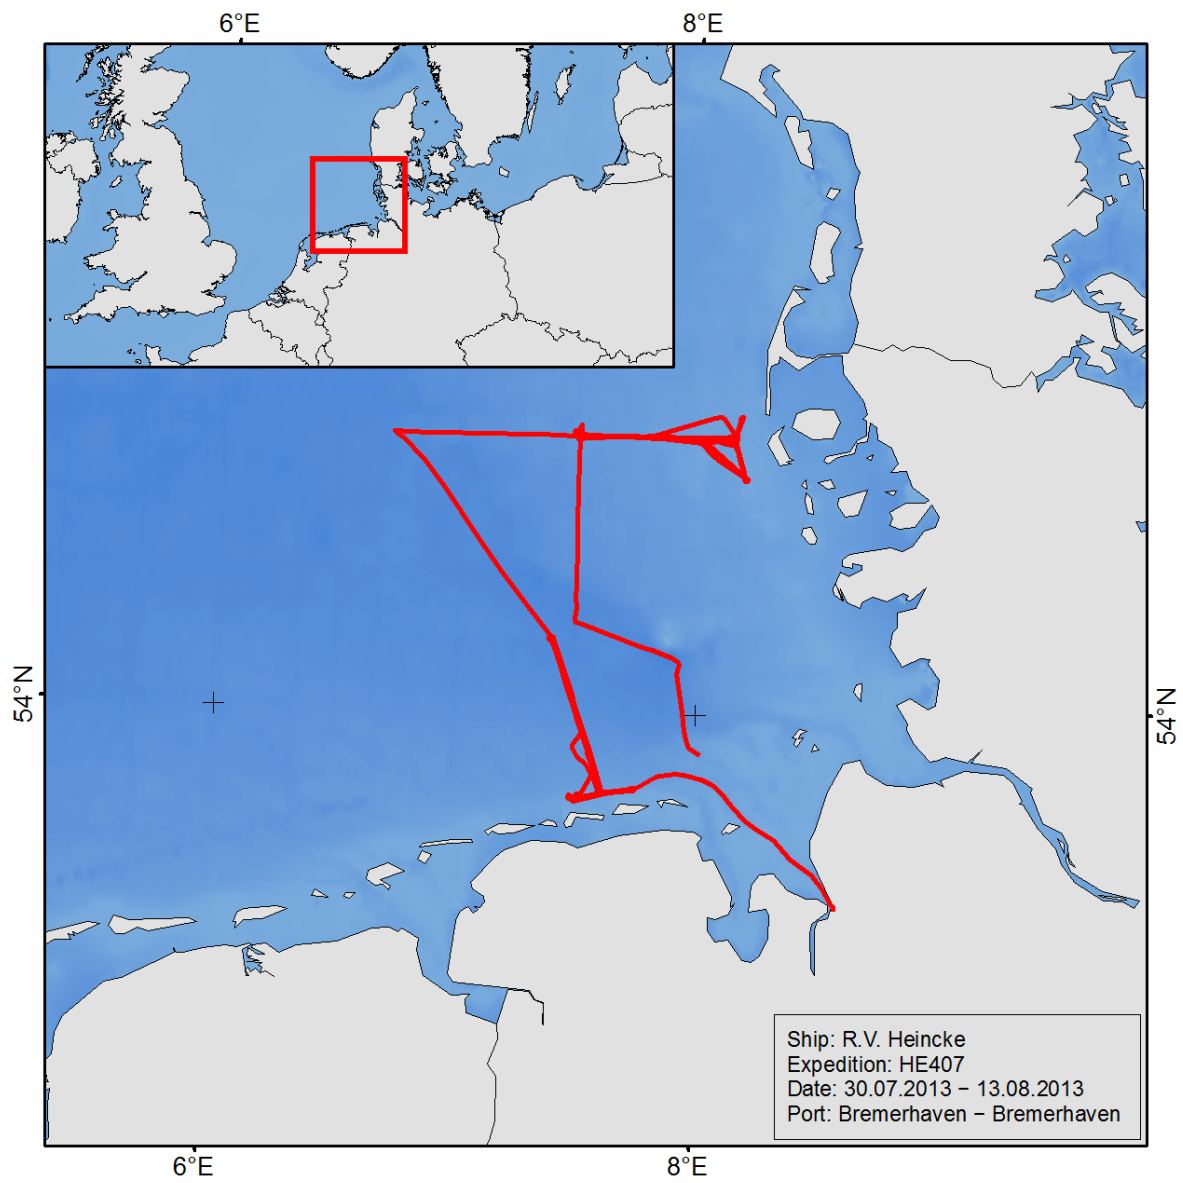 6°E
8°E
54°N
54°N
Ship: R.V. Heincke
Expedition: HE407
Date: 30.07.2013 − 13.08.2013
Port: Bremerhaven − Bremerhaven
6°E
8°E